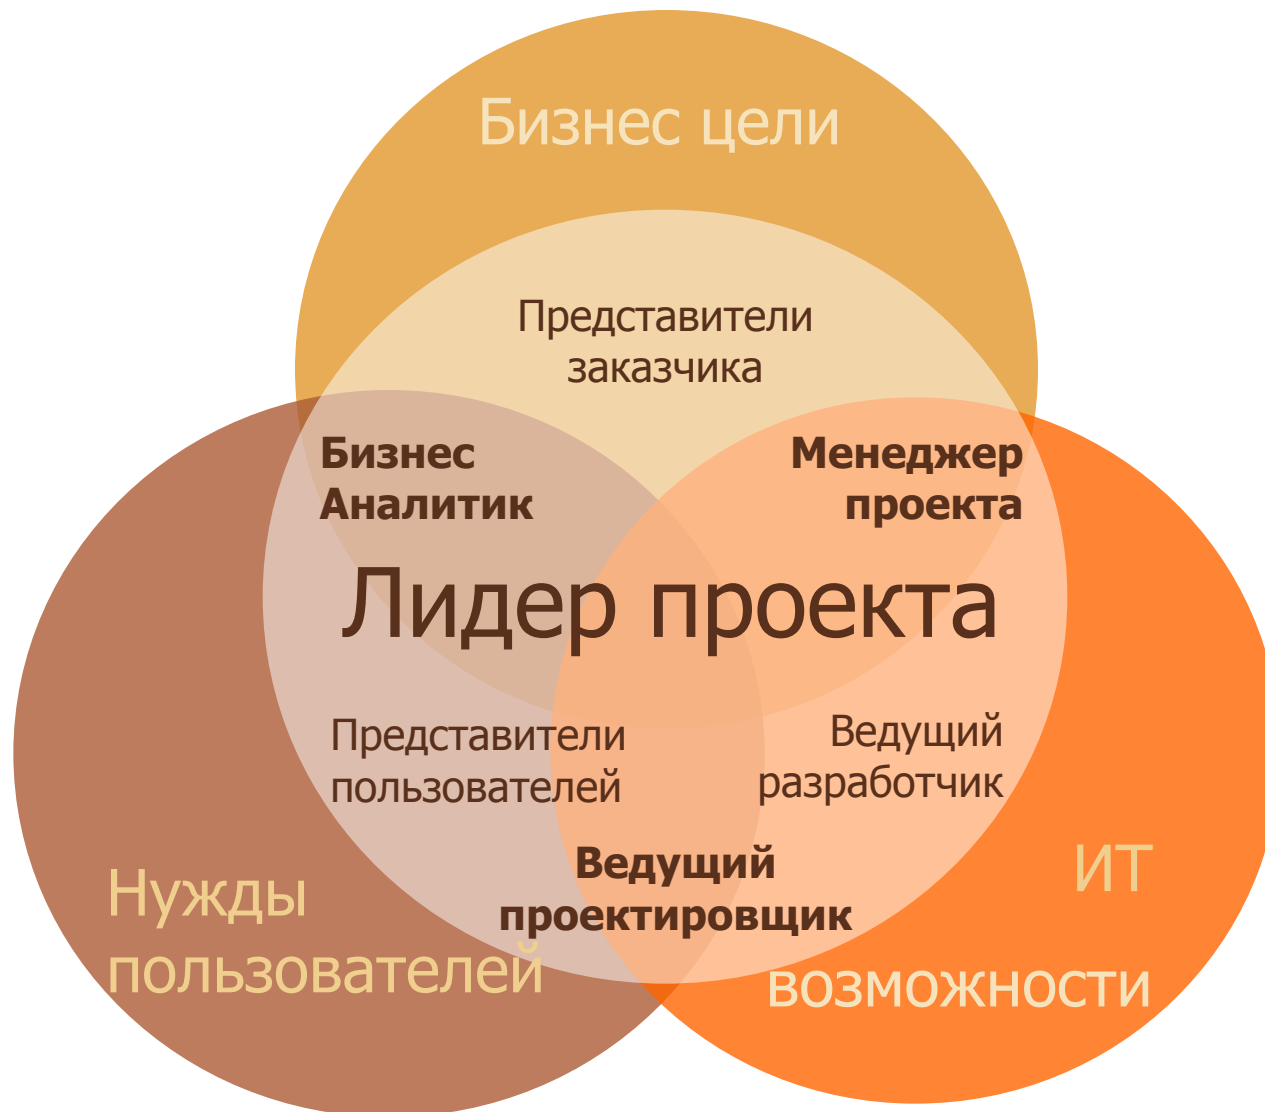 Бизнес цели
Представители
заказчика
Бизнес
Аналитик
Менеджер
проекта
Лидер проекта
Представители
пользователей
Ведущий
разработчик
Ведущий
проектировщик
Нужды
пользователей
ИТ
возможности